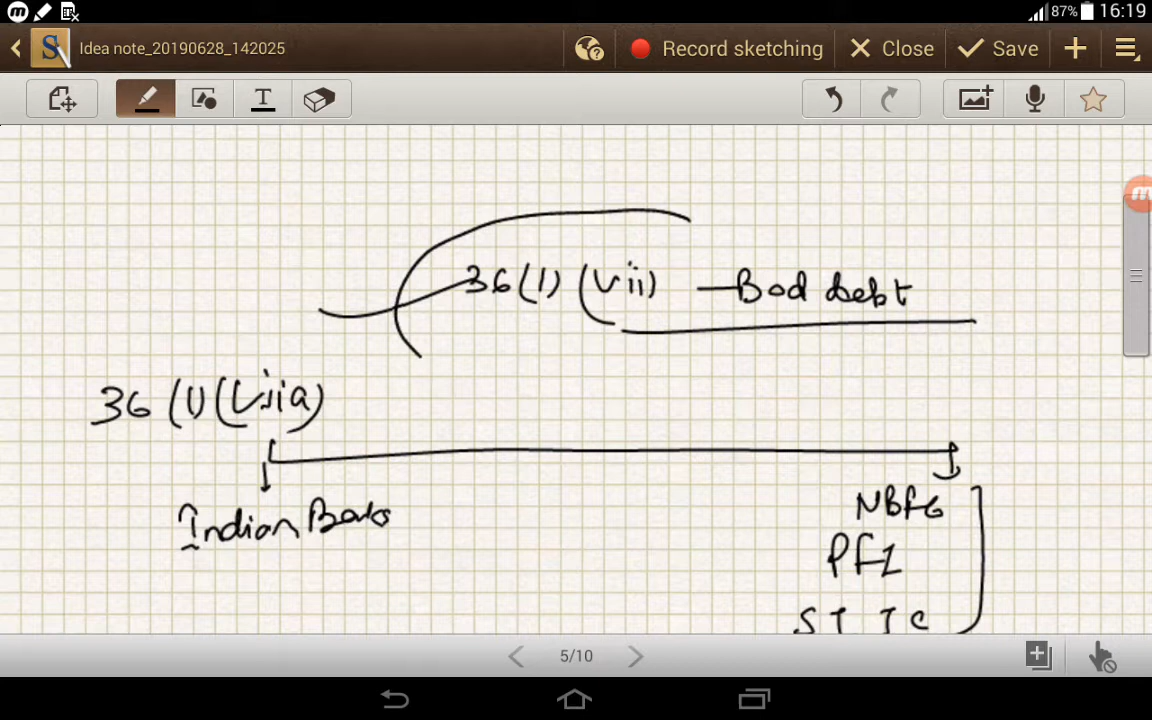 87% 16:19
Idea note_20190628_142025
Record sketching
Close
Save
T
36(1) (vii) — Bad debt
36 (1)(viia)
Indian Banks
NBFC
PFI
5/10